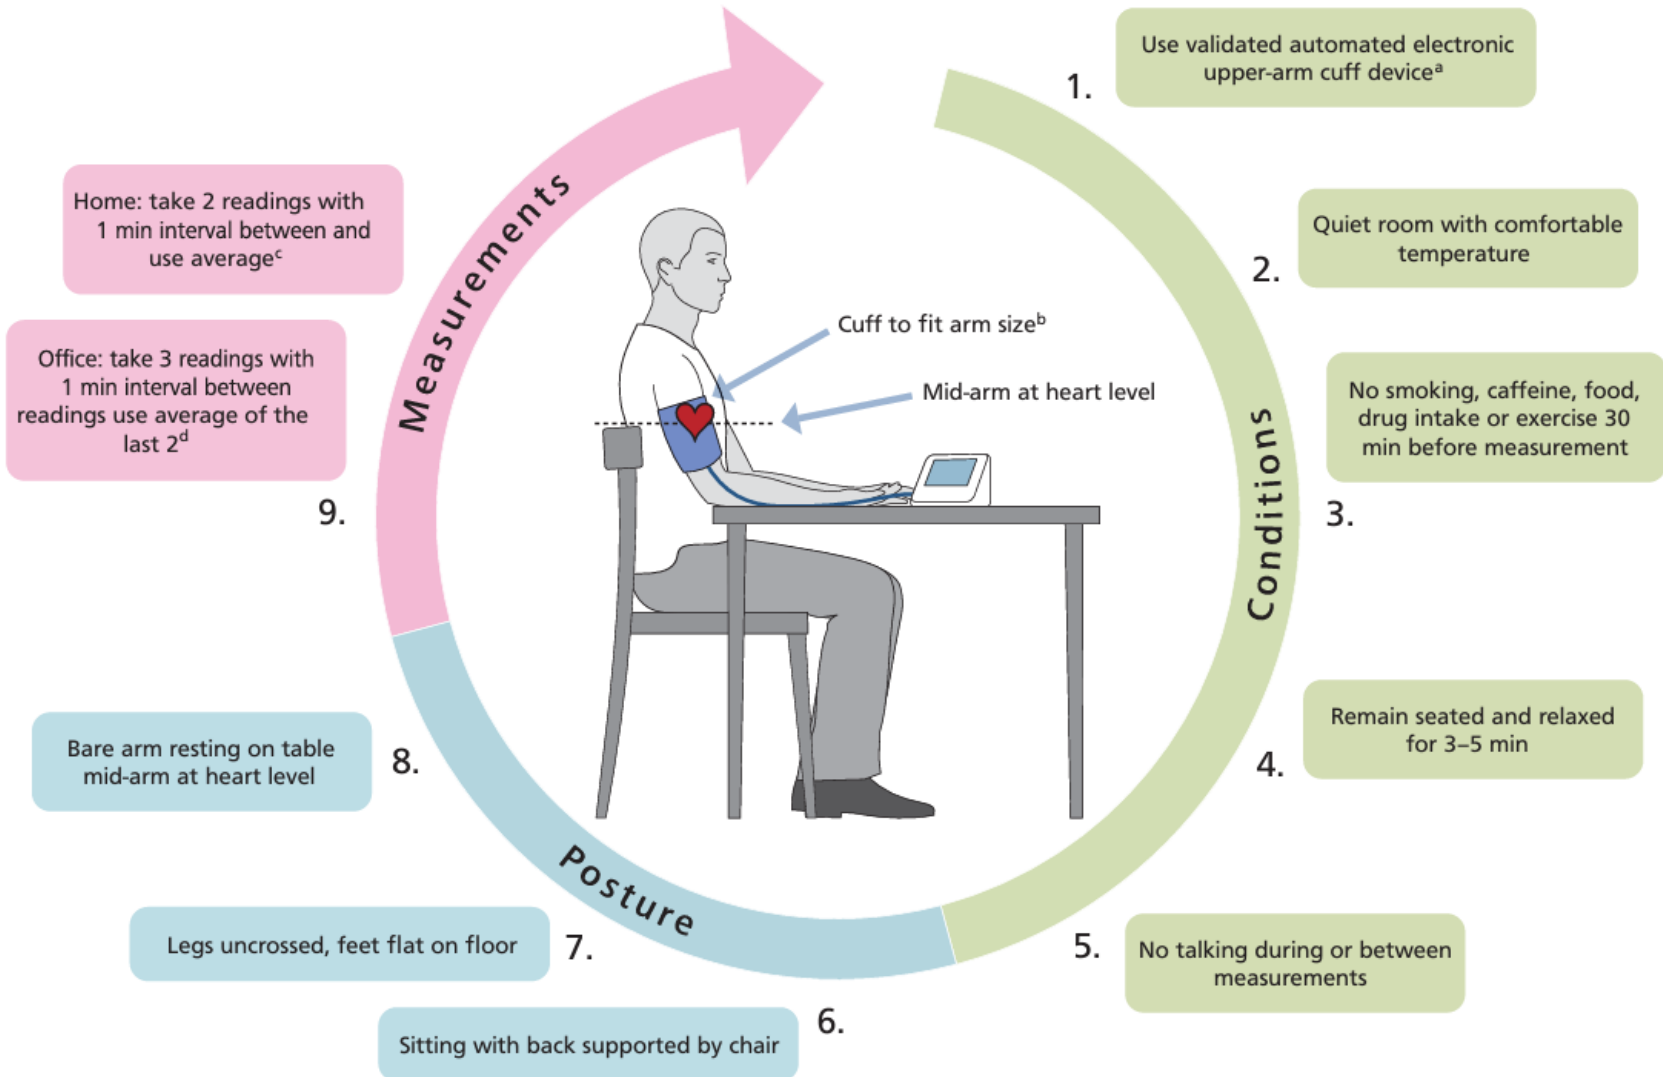 1.
Use validated automated electronic
upper-arm cuff deviceᵃ
2.
Quiet room with comfortable
temperature
3.
No smoking, caffeine, food,
drug intake or exercise 30
min before measurement
4.
Remain seated and relaxed
for 3–5 min
5.
No talking during or between
measurements
Conditions
6.
Sitting with back supported by chair
7.
Legs uncrossed, feet flat on floor
8.
Bare arm resting on table
mid-arm at heart level
Posture
9.
Office: take 3 readings with
1 min interval between
readings use average of the
last 2ᵈ
Home: take 2 readings with
1 min interval between and
use averageᶜ
Measurements
Cuff to fit arm sizeᵇ
Mid-arm at heart level